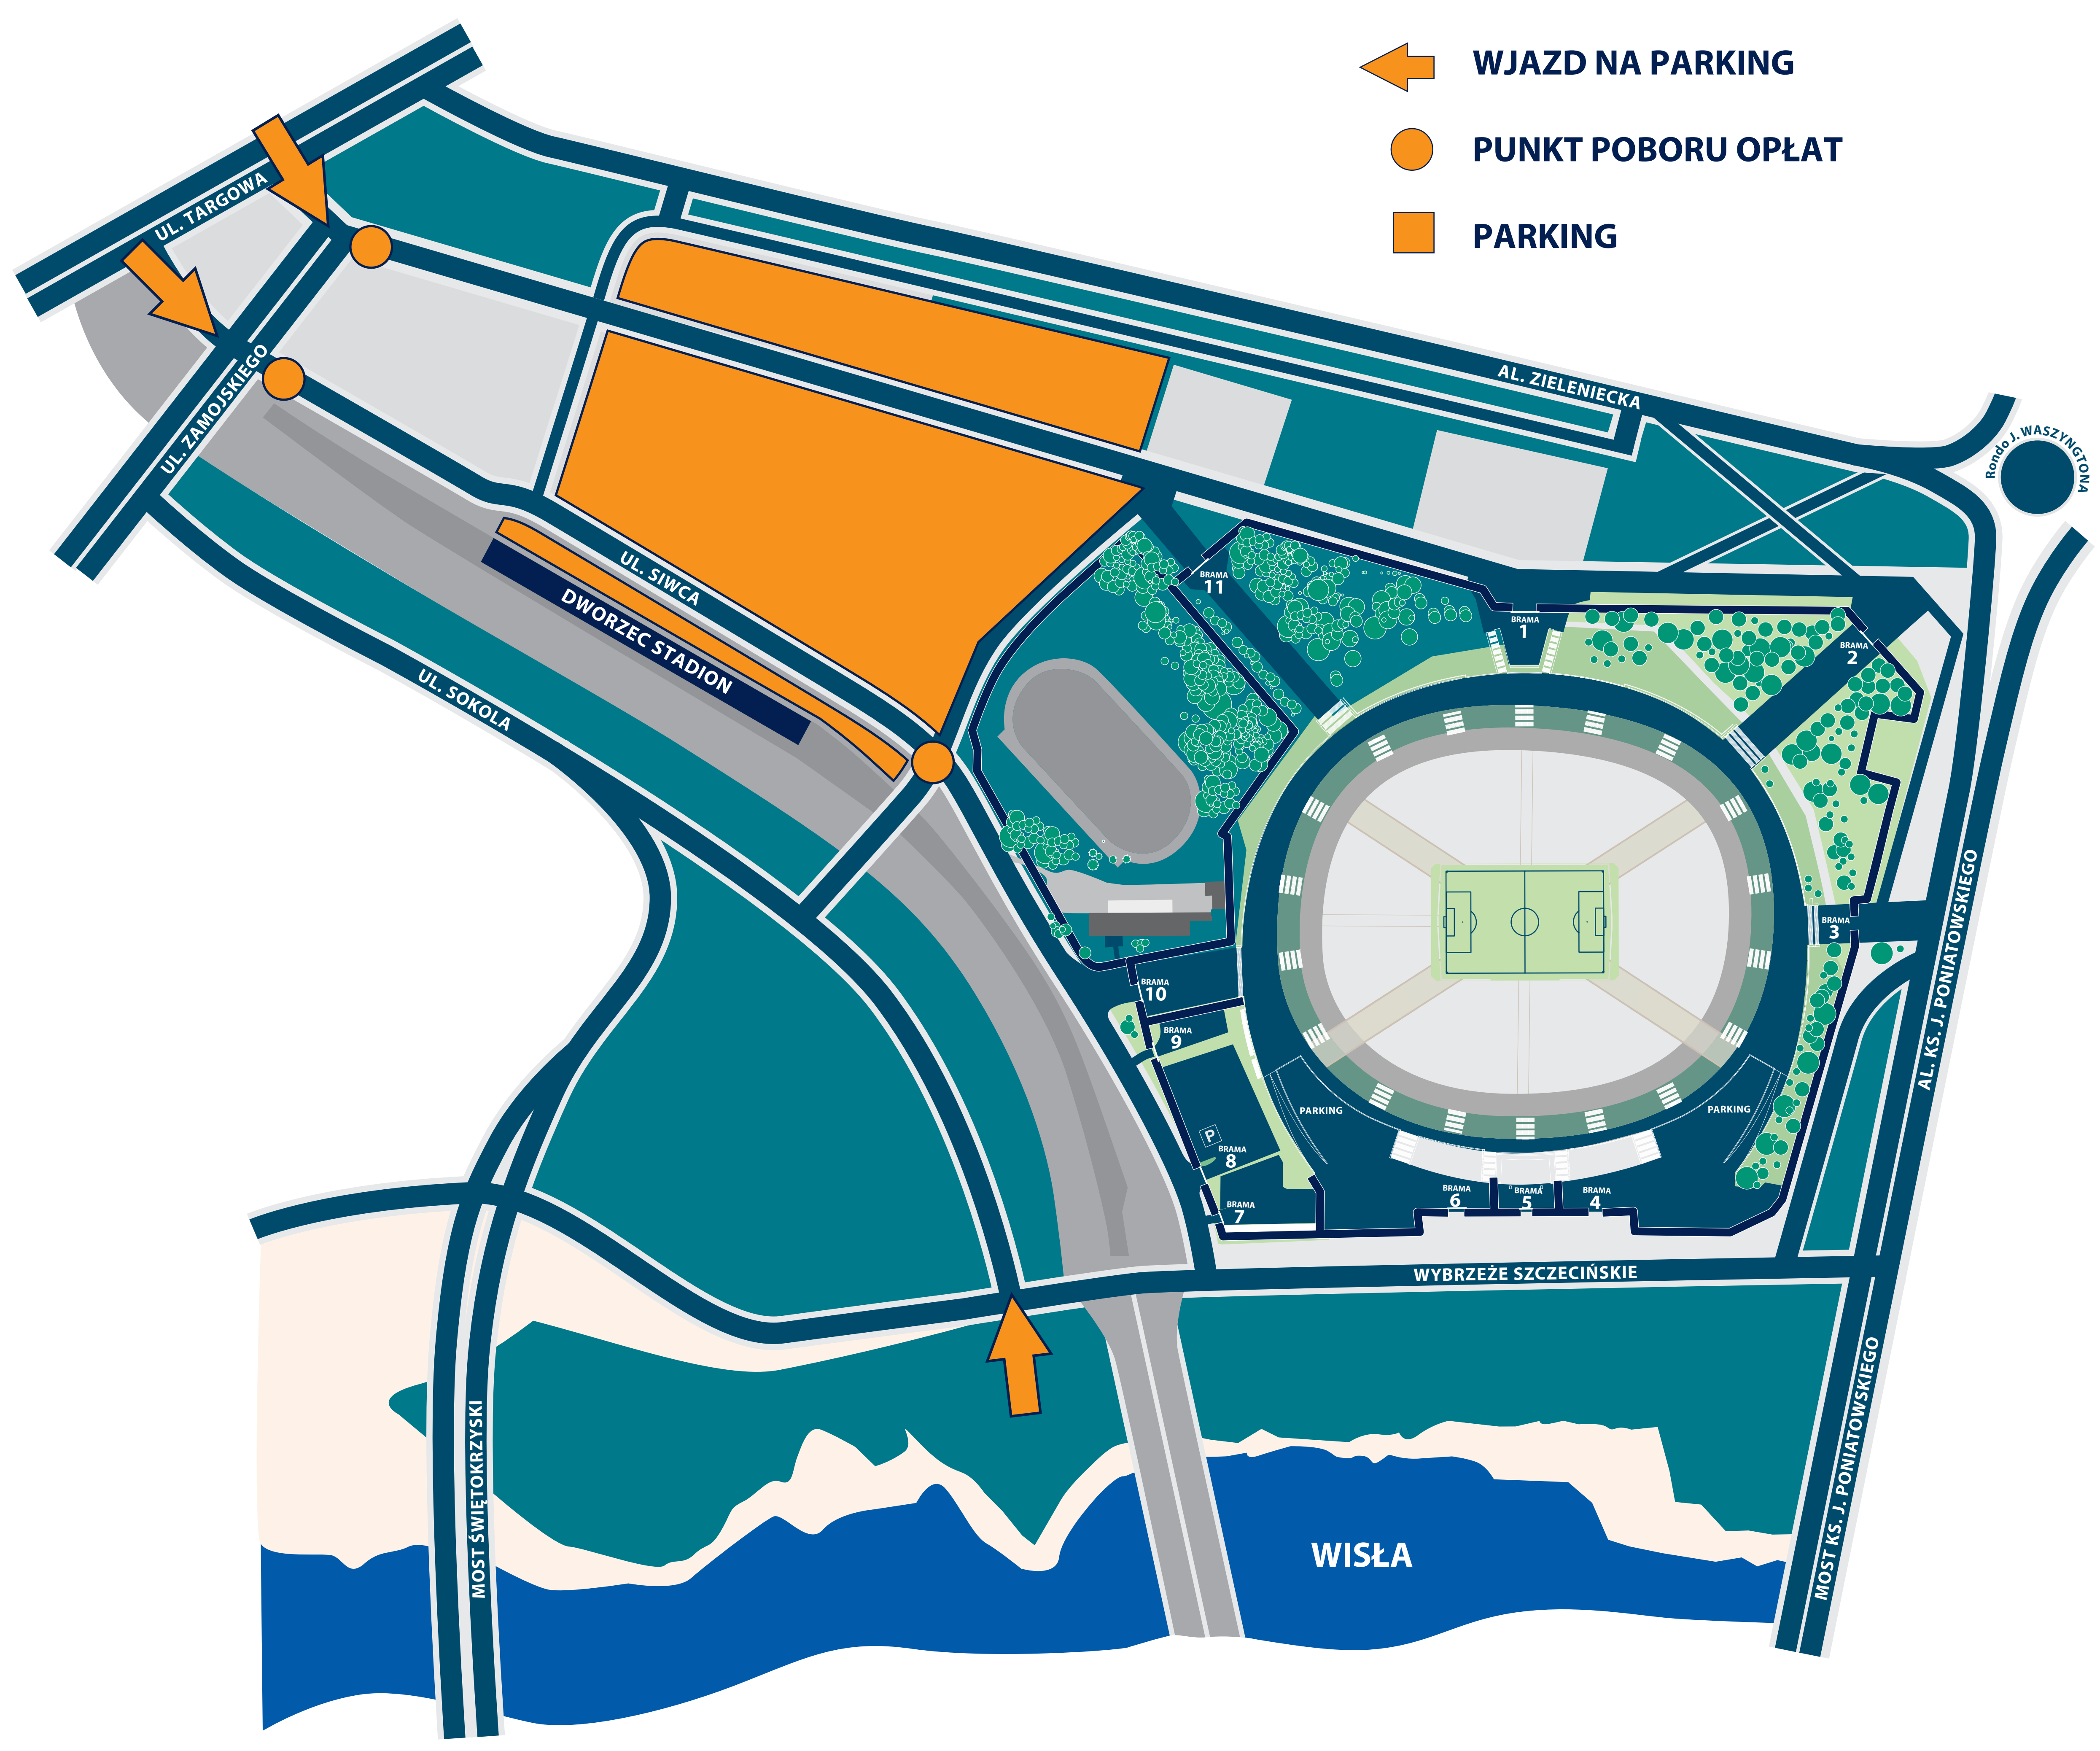 WJAZD NA PARKING
PUNKT POBORU OPŁAT
PARKING
UL. TARGOWA
UL. ZAMOJSKIEGO
AL. ZIELENIECKA
Rondo J. WASZYNGTONA
UL. SIWCA
DWORZEC STADION
UL. SOKOLA
BRAMA
11
BRAMA
1
BRAMA
2
BRAMA
3
AL. KS. J. PONIATOWSKIEGO
BRAMA
10
BRAMA
9
PARKING
PARKING
P
BRAMA
8
BRAMA
7
BRAMA
6
BRAMA
5
BRAMA
4
WYBRZEŻE SZCZECIŃSKIE
MOST ŚWIĘTOKRZYSKI
WISŁA
MOST KS. J. PONIATOWSKIEGO